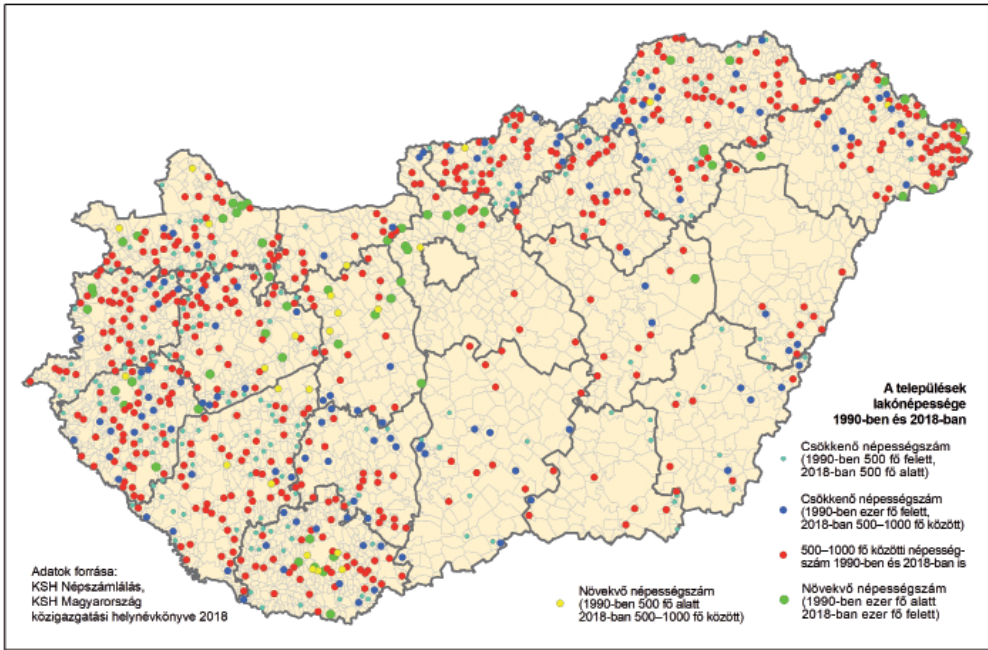 A települések
lakónépessége
1990-ben és 2018-ban
Csökkenő népességszám
(1990-ben 500 fő felett,
2018-ban 500 fő alatt)
Csökkenő népességszám
(1990-ben ezer fő felett,
2018-ban 500–1000 fő között)
500–1000 fő közötti népesség-
szám 1990-ben és 2018-ban is
Növekvő népességszám
(1990-ben ezer fő alatt
2018-ban ezer fő felett)
Növekvő népességszám
(1990-ben 500 fő alatt
2018-ban 500–1000 fő között)
Adatok forrása:
KSH Népszámlálás,
KSH Magyarország
közigazgatási helynévkönyve 2018